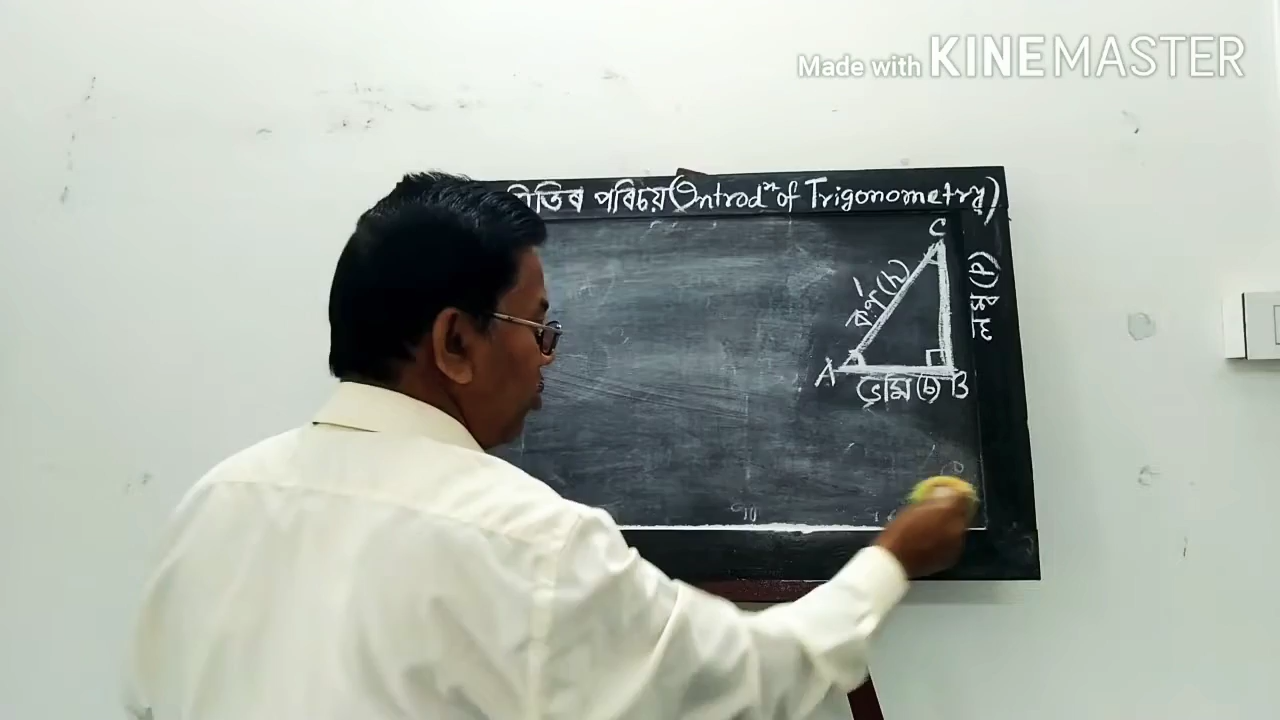 Made with KINEMASTER
পৰিচয় (Introdⁿ of Trigonometry)
C
কৰ্ণ (h)
লম্ব (p)
A
B
ভূমি (b)